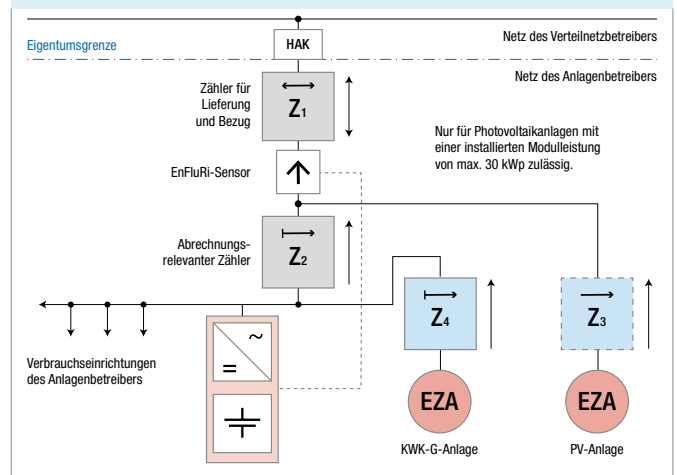 Netz des Verteilnetzbetreibers
Eigentumsgrenze
HAK
Netz des Anlagenbetreibers
Zähler für
Lieferung
und Bezug
Z1
Nur für Photovoltaikanlagen mit
einer installierten Modulleistung
von max. 30 kWp zulässig.
EnFluRi-Sensor
Abrechnungs-
relevanter Zähler
Z2
Z4
Z3
Verbrauchseinrichtungen
des Anlagenbetreibers
EZA
EZA
KWK-G-Anlage
PV-Anlage